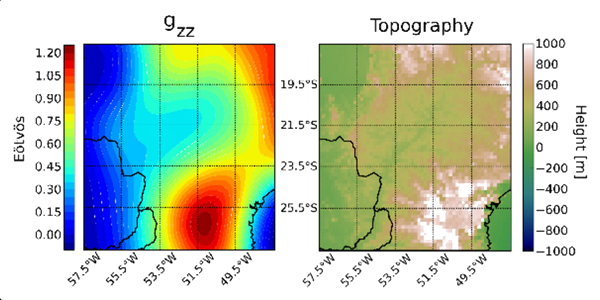 g_zz
Topography
1.20
1.05
0.90
0.75
0.60
0.45
0.30
0.15
0.00
Eölvös
57.5°W
55.5°W
53.5°W
51.5°W
49.5°W
19.5°S
21.5°S
23.5°S
25.5°S
57.5°W
55.5°W
53.5°W
51.5°W
49.5°W
1000
800
600
400
200
0
−200
−400
−600
−800
−1000
Height [m]